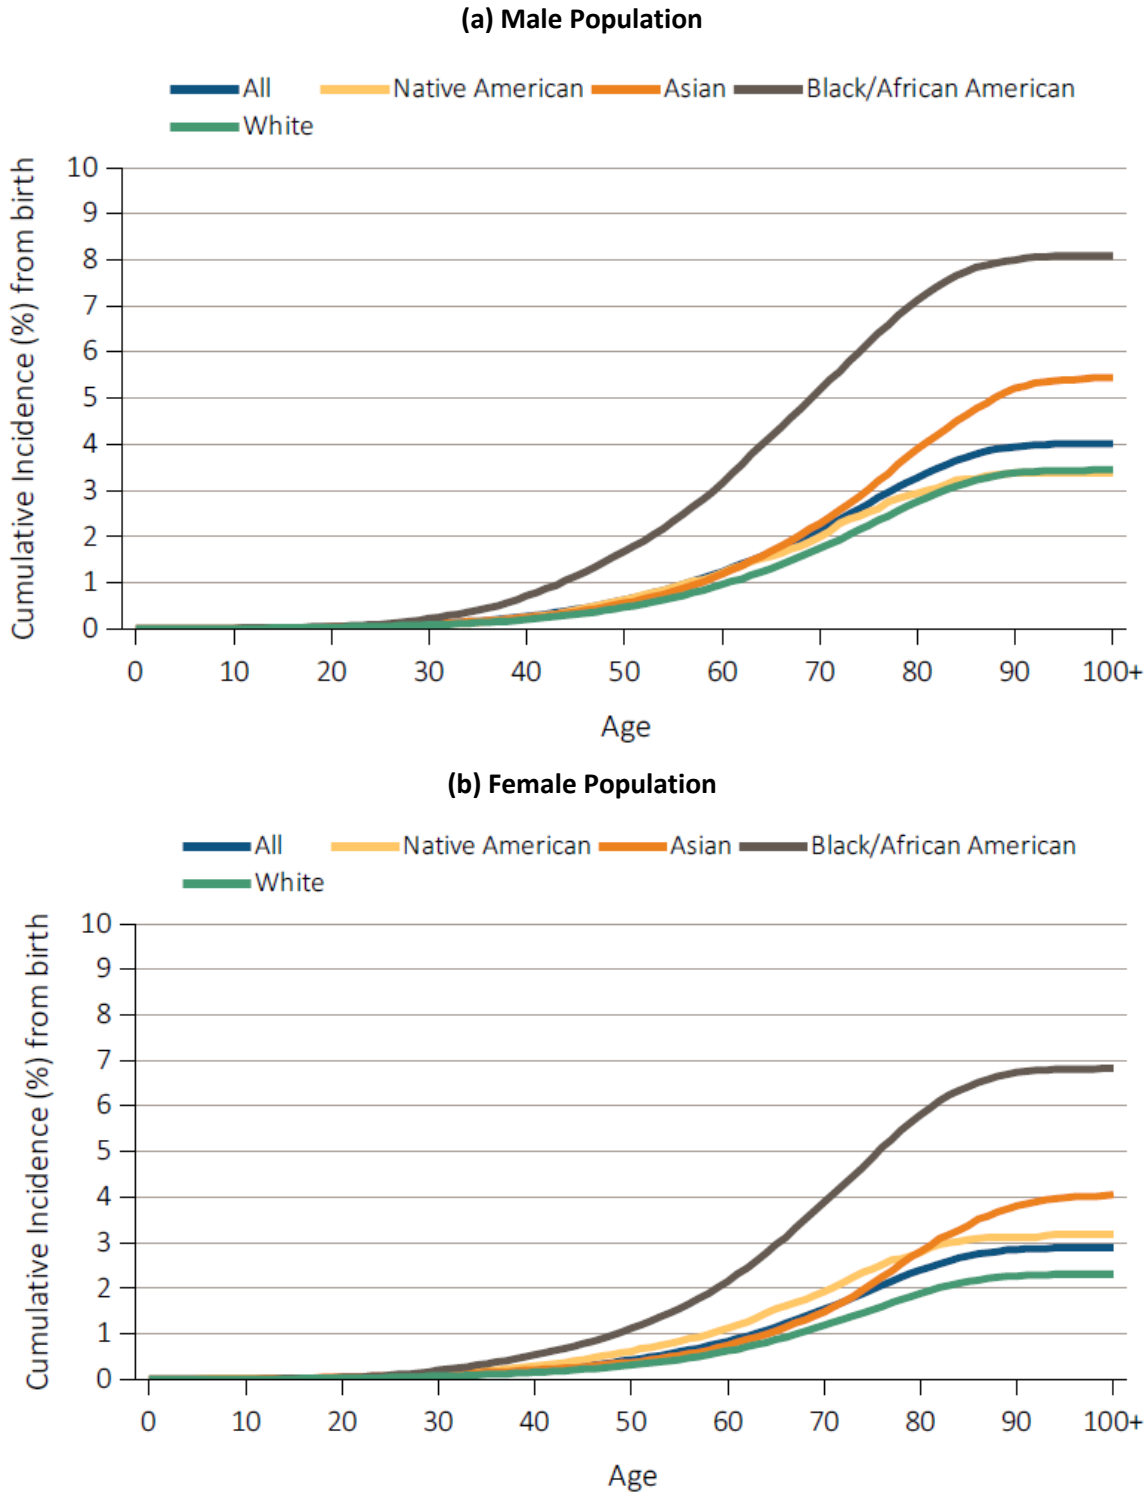 (a) Male Population
All Native American Asian Black/African American
White
Cumulative Incidence (%) from birth
10
9
8
7
6
5
4
3
2
1
0
0 10 20 30 40 50 60 70 80 90 100+
Age
(b) Female Population
All Native American Asian Black/African American
White
Cumulative Incidence (%) from birth
10
9
8
7
6
5
4
3
2
1
0
0 10 20 30 40 50 60 70 80 90 100+
Age